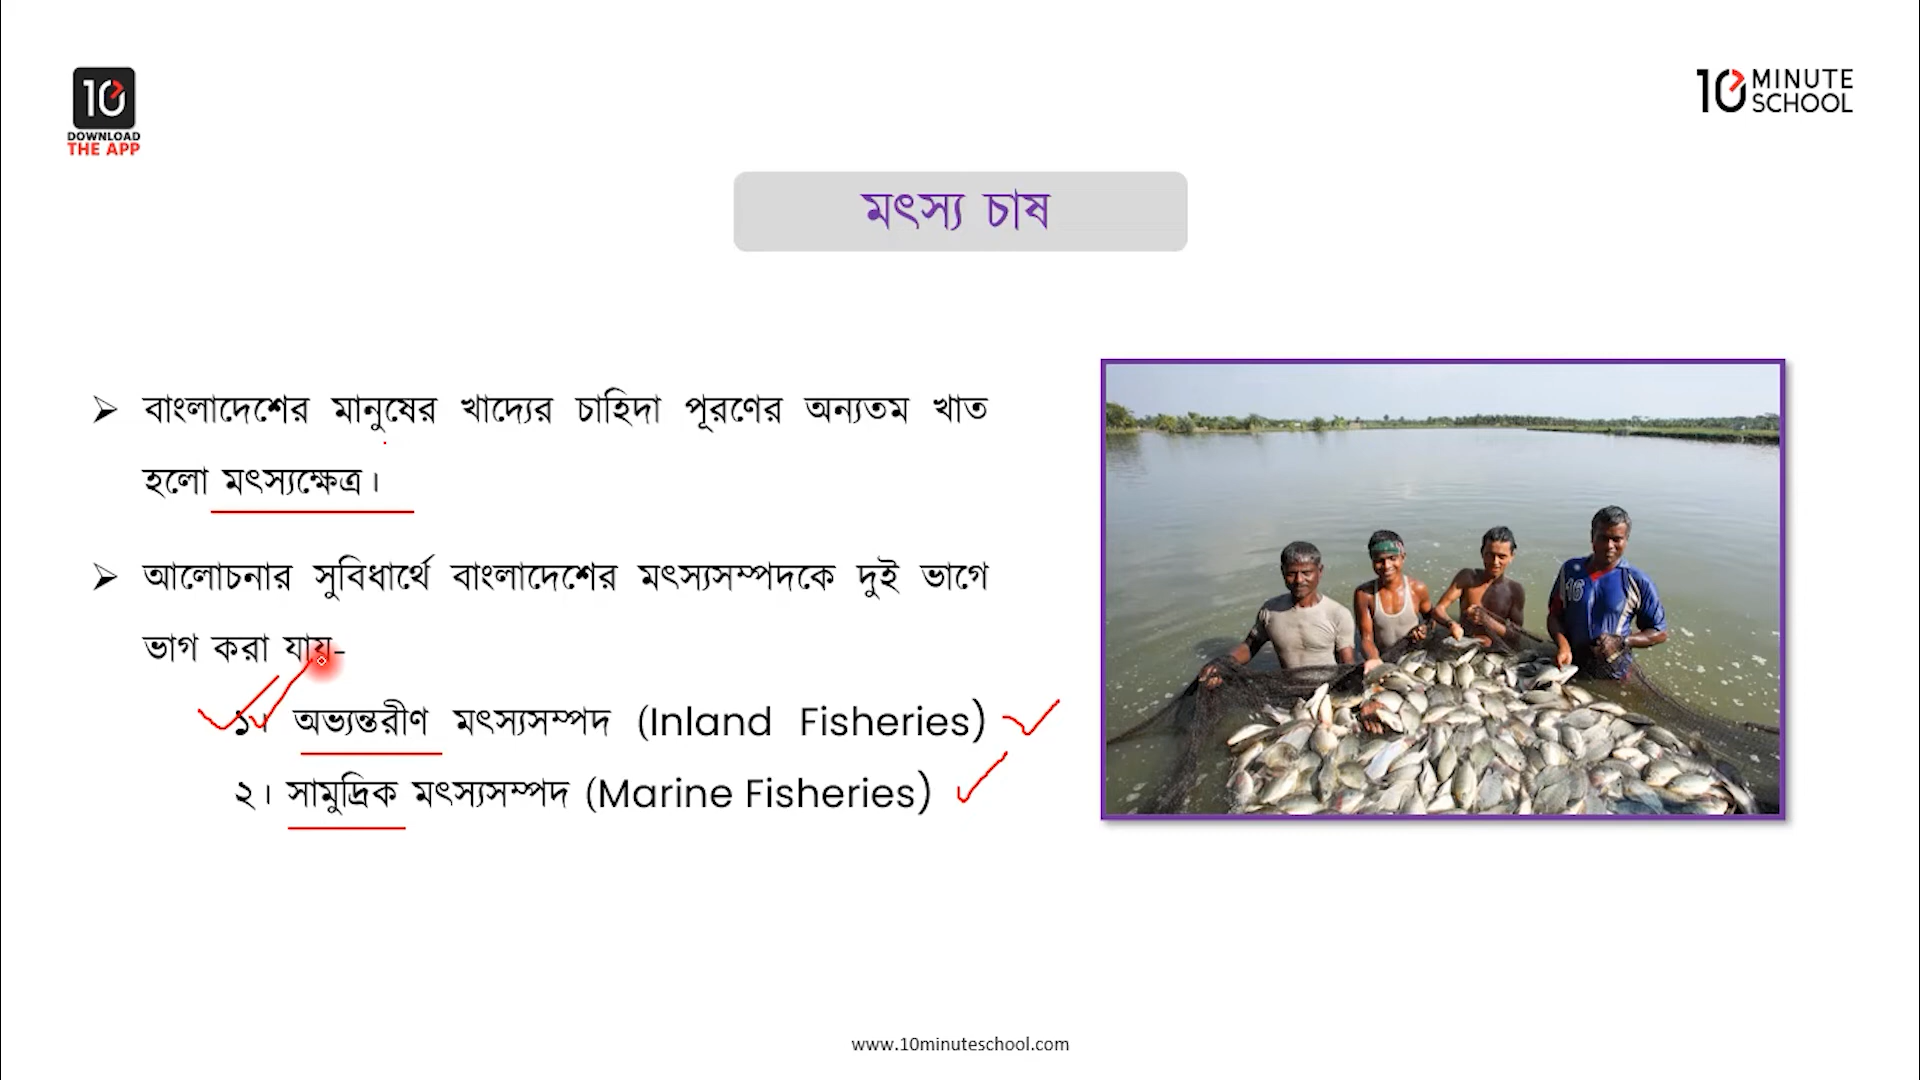 10
DOWNLOAD
THE APP
10 MINUTE
SCHOOL
মৎস্য চাষ
➢ বাংলাদেশের মানুষের খাদ্যের চাহিদা পূরণের অন্যতম খাত
হলো মৎস্যক্ষেত্র।
➢ আলোচনার সুবিধার্থে বাংলাদেশের মৎস্যসম্পদকে দুই ভাগে
ভাগ করা যায়-
১। অভ্যন্তরীণ মৎস্যসম্পদ (Inland Fisheries)
২। সামুদ্রিক মৎস্যসম্পদ (Marine Fisheries)
16
www.10minuteschool.com